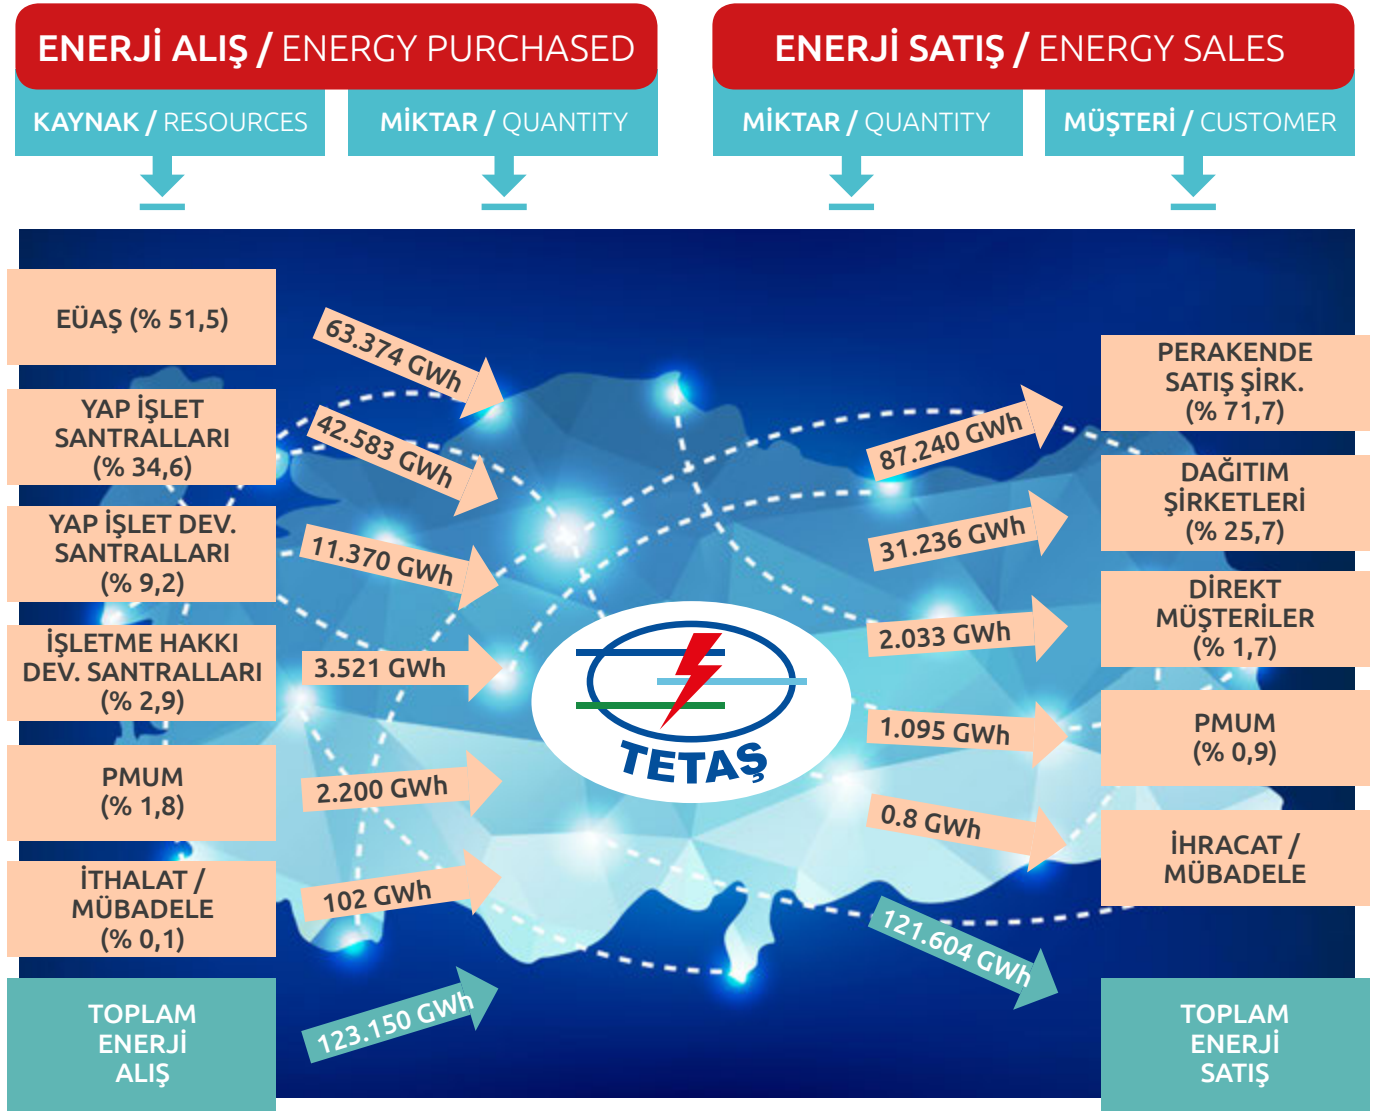 ENERJİ ALIŞ / ENERGY PURCHASED
ENERJİ SATIŞ / ENERGY SALES
KAYNAK / RESOURCES
MİKTAR / QUANTITY
MİKTAR / QUANTITY
MÜŞTERİ / CUSTOMER
EÜAŞ (% 51,5)
63.374 GWh
YAP İŞLET
SANTRALLARI
(% 34,6)
42.583 GWh
YAP İŞLET DEV.
SANTRALLARI
(% 9,2)
11.370 GWh
İŞLETME HAKKI
DEV. SANTRALLARI
(% 2,9)
3.521 GWh
PMUM
(% 1,8)
2.200 GWh
İTHALAT /
MÜBADELE
(% 0,1)
102 GWh
TOPLAM
ENERJİ
ALIŞ
123.150 GWh
TETAŞ
87.240 GWh
PERAKENDE
SATIŞ ŞİRK.
(% 71,7)
31.236 GWh
DAĞITIM
ŞİRKETLERİ
(% 25,7)
2.033 GWh
DİREKT
MÜŞTERİLER
(% 1,7)
1.095 GWh
PMUM
(% 0,9)
0.8 GWh
İHRACAT /
MÜBADELE
121.604 GWh
TOPLAM
ENERJİ
SATIŞ